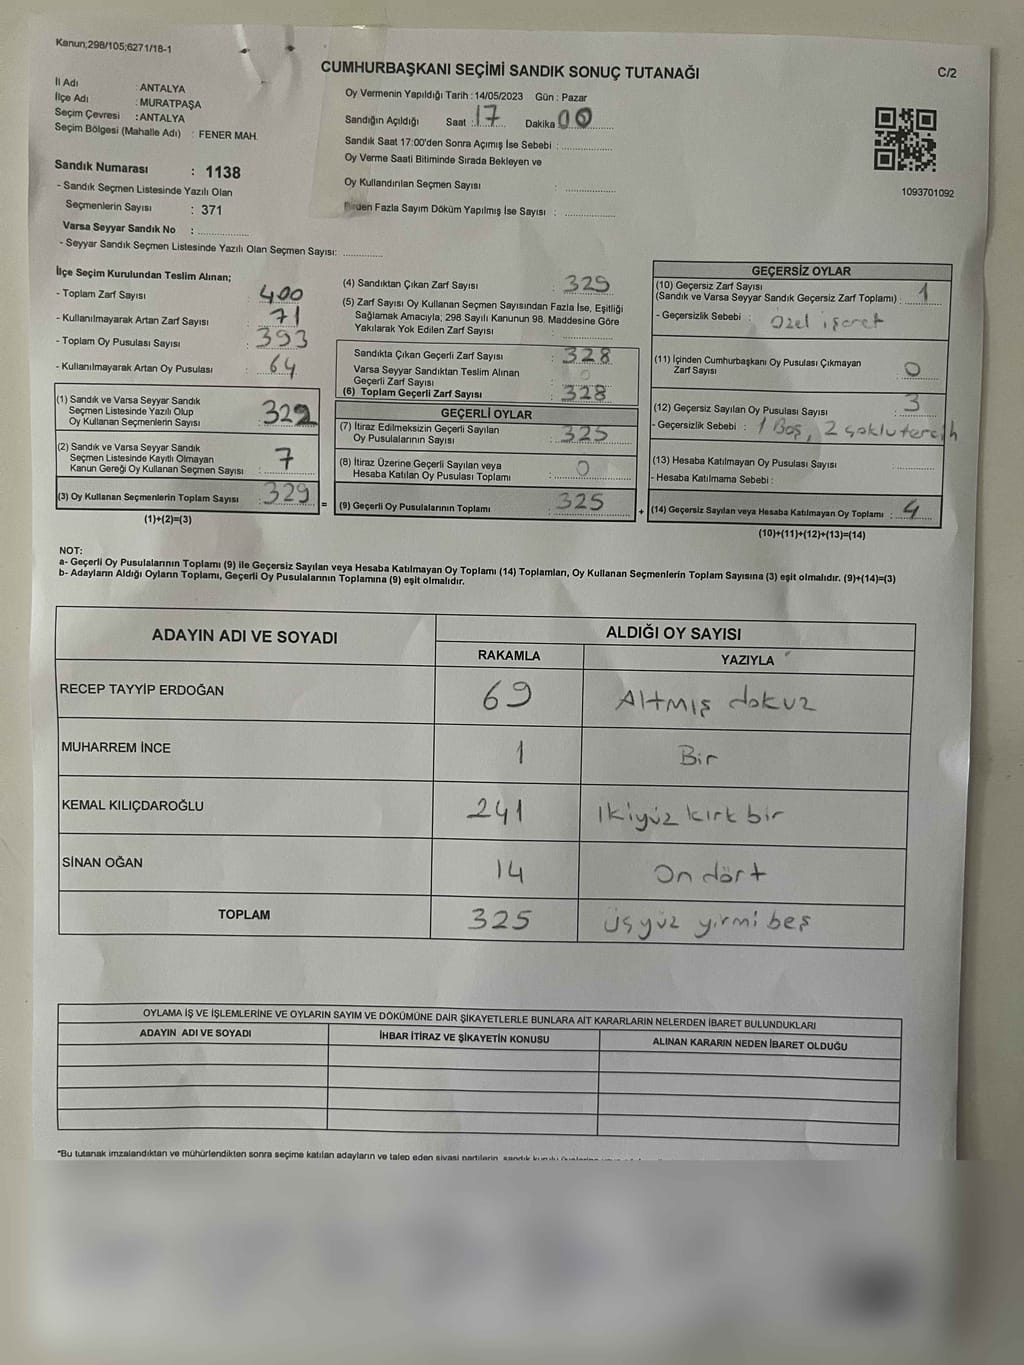 Kanun;298/105;6271/18-1
CUMHURBAŞKANI SEÇİMİ SANDIK SONUÇ TUTANAĞI
C/2
İl Adı : ANTALYA
İlçe Adı : MURATPAŞA
Seçim Çevresi : ANTALYA
Seçim Bölgesi (Mahalle Adı) : FENER MAH.
Sandık Numarası : 1138
- Sandık Seçmen Listesinde Yazılı Olan
Seçmenlerin Sayısı : 371
Varsa Seyyar Sandık No : ..............
- Seyyar Sandık Seçmen Listesinde Yazılı Olan Seçmen Sayısı: ............
Oy Vermenin Yapıldığı Tarih : 14/05/2023 Gün : Pazar
Sandığın Açıldığı Saat : 17 Dakika 00
Sandık Saat 17:00'den Sonra Açımış İse Sebebi : ..............
Oy Verme Saati Bitiminde Sırada Bekleyen ve
Oy Kullandırılan Seçmen Sayısı : ..............
Birden Fazla Sayım Döküm Yapılmış İse Sayısı : ..............
1093701092
İlçe Seçim Kurulundan Teslim Alınan;
- Toplam Zarf Sayısı : 400
- Kullanılmayarak Artan Zarf Sayısı : 71
- Toplam Oy Pusulası Sayısı : 393
- Kullanılmayarak Artan Oy Pusulası : 64
(1) Sandık ve Varsa Seyyar Sandık
Seçmen Listesinde Yazılı Olup
Oy Kullanan Seçmenlerin Sayısı : 322
(2) Sandık ve Varsa Seyyar Sandık
Seçmen Listesinde Kayıtlı Olmayan
Kanun Gereği Oy Kullanan Seçmen Sayısı : 7
(3) Oy Kullanan Seçmenlerin Toplam Sayısı : 329
(1)+(2)=(3)
=
(4) Sandıktan Çıkan Zarf Sayısı : 329
(5) Zarf Sayısı Oy Kullanan Seçmen Sayısından Fazla İse, Eşitliği
Sağlamak Amacıyla; 298 Sayılı Kanunun 98. Maddesine Göre
Yakılarak Yok Edilen Zarf Sayısı ..............
Sandıkta Çıkan Geçerli Zarf Sayısı : 328
Varsa Seyyar Sandıktan Teslim Alınan
Geçerli Zarf Sayısı : 0
(6) Toplam Geçerli Zarf Sayısı : 328
GEÇERLİ OYLAR
(7) İtiraz Edilmeksizin Geçerli Sayılan
Oy Pusulalarının Sayısı : 325
(8) İtiraz Üzerine Geçerli Sayılan veya
Hesaba Katılan Oy Pusulası Toplamı : 0
(9) Geçerli Oy Pusulalarının Toplamı : 325
+
GEÇERSİZ OYLAR
(10) Geçersiz Zarf Sayısı
(Sandık ve Varsa Seyyar Sandık Geçersiz Zarf Toplamı) : 1
- Geçersizlik Sebebi : Özel işaret
(11) İçinden Cumhurbaşkanı Oy Pusulası Çıkmayan
Zarf Sayısı : 0
(12) Geçersiz Sayılan Oy Pusulası Sayısı : 3
- Geçersizlik Sebebi : 1 Boş, 2 çoklu tercih
(13) Hesaba Katılmayan Oy Pusulası Sayısı ..............
- Hesaba Katılmama Sebebi :
(14) Geçersiz Sayılan veya Hesaba Katılmayan Oy Toplamı : 4
(10)+(11)+(12)+(13)=(14)
NOT:
a- Geçerli Oy Pusulalarının Toplamı (9) ile Geçersiz Sayılan veya Hesaba Katılmayan Oy Toplamı (14) Toplamları, Oy Kullanan Seçmenlerin Toplam Sayısına (3) eşit olmalıdır. (9)+(14)=(3)
b- Adayların Aldığı Oyların Toplamı, Geçerli Oy Pusulalarının Toplamına (9) eşit olmalıdır.
ADAYIN ADI VE SOYADI
ALDIĞI OY SAYISI
RAKAMLA YAZIYLA
RECEP TAYYİP ERDOĞAN 69 Altmış dokuz
MUHARREM İNCE 1 Bir
KEMAL KILIÇDAROĞLU 241 İkiyüz kırk bir
SİNAN OĞAN 14 On dört
TOPLAM 325 Üçyüz yirmi beş
OYLAMA İŞ VE İŞLEMLERİNE VE OYLARIN SAYIM VE DÖKÜMÜNE DAİR ŞİKAYETLERLE BUNLARA AİT KARARLARIN NELERDEN İBARET BULUNDUKLARI
ADAYIN ADI VE SOYADI İHBAR İTİRAZ VE ŞİKAYETİN KONUSU ALINAN KARARIN NEDEN İBARET OLDUĞU
*Bu tutanak imzalandıktan ve mühürlendikten sonra seçime katılan adayların ve talep eden siyasi partilerin, sandık kurulu